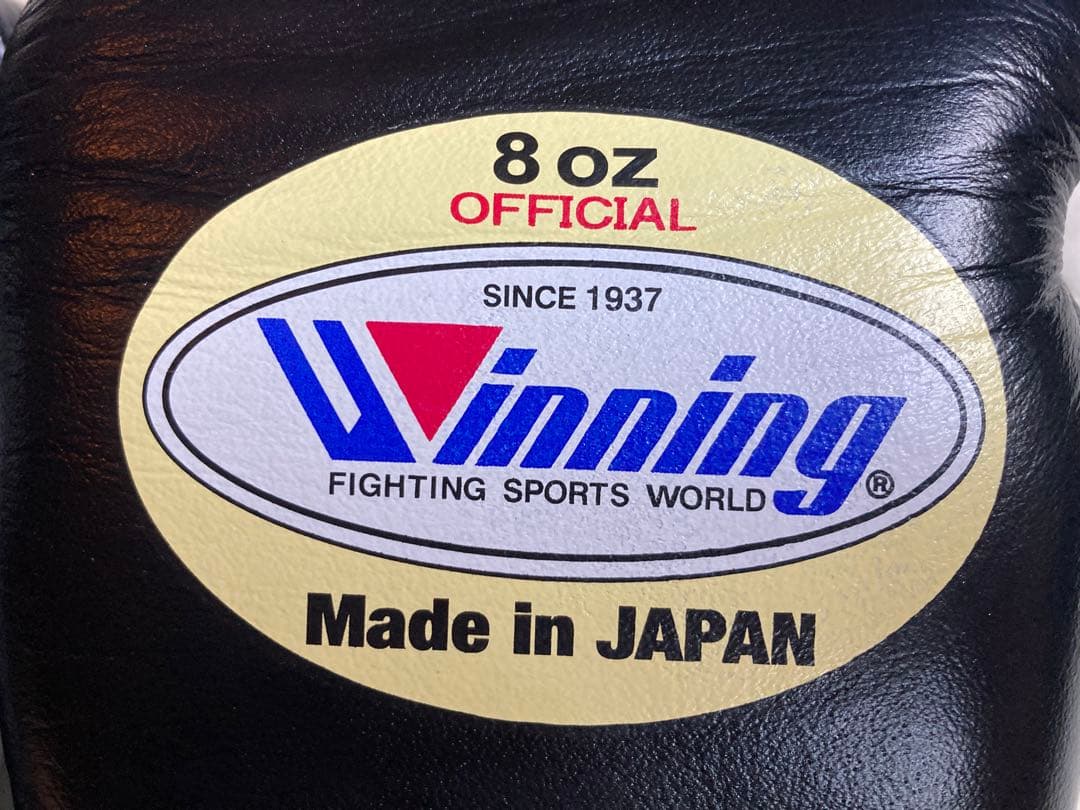 8 oz
OFFICIAL
SINCE 1937
Winning
FIGHTING SPORTS WORLD ®
Made in JAPAN